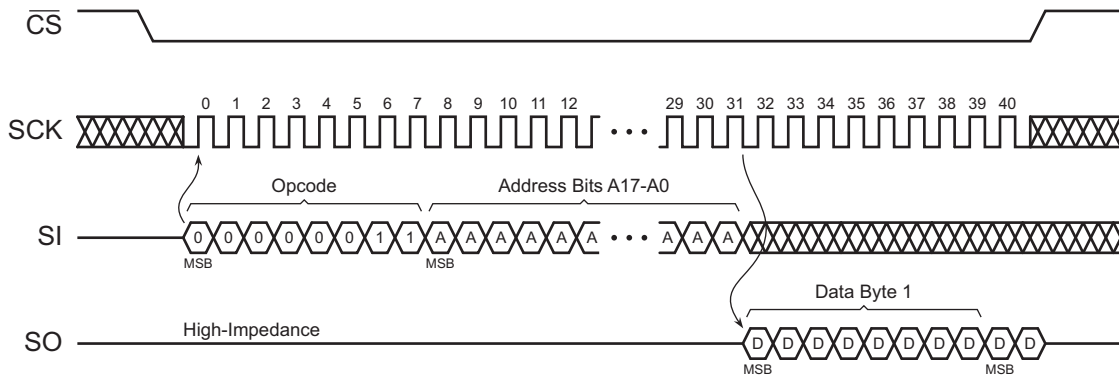 CS
0 1 2 3 4 5 6 7 8 9 10 11 12 29 30 31 32 33 34 35 36 37 38 39 40
SCK
Opcode Address Bits A17-A0
SI 0 0 0 0 0 0 1 1 A A A A A A A A A
MSB MSB
Data Byte 1
High-Impedance
SO D D D D D D D D D D
MSB MSB